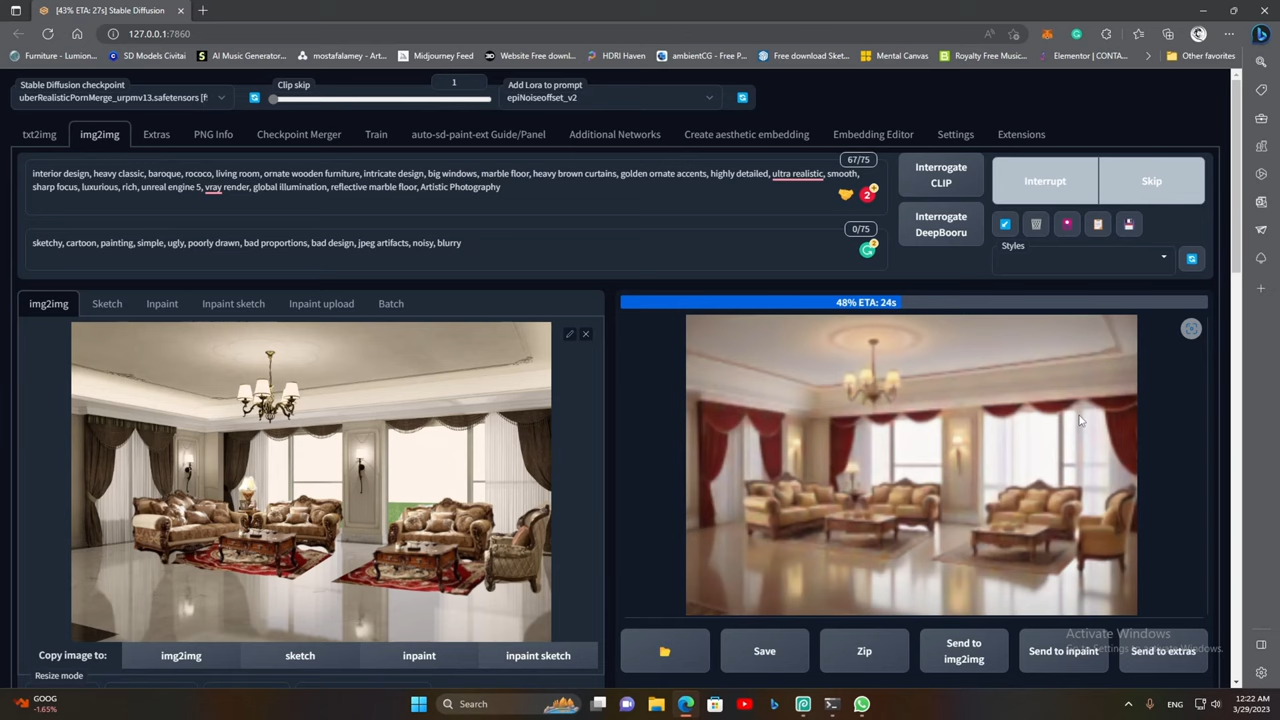 [43% ETA: 27s] Stable Diffusion
127.0.0.1:7860
Furniture - Lumion...
SD Models Civitai
AI Music Generator...
mostafalamey - Art...
Midjourney Feed
Website Free downl...
HDRI Haven
ambientCG - Free P...
Free download Sket...
Mental Canvas
Royalty Free Music...
Elementor | CONTA...
Other favorites
Stable Diffusion checkpoint
uberRealisticPornMerge_urpmv13.safetensors [f
Clip skip
1
Add Lora to prompt
epiNoiseoffset_v2
txt2img
img2img
Extras
PNG Info
Checkpoint Merger
Train
auto-sd-paint-ext Guide/Panel
Additional Networks
Create aesthetic embedding
Embedding Editor
Settings
Extensions
67/75
interior design, heavy classic, baroque, rococo, living room, ornate wooden furniture, intricate design, big windows, marble floor, heavy brown curtains, golden ornate accents, highly detailed, ultra realistic, smooth,
sharp focus, luxurious, rich, unreal engine 5, vray render, global illumination, reflective marble floor, Artistic Photography
2
Interrogate
CLIP
Interrupt
Skip
0/75
sketchy, cartoon, painting, simple, ugly, poorly drawn, bad proportions, bad design, jpeg artifacts, noisy, blurry
2
Interrogate
DeepBooru
Styles
img2img
Sketch
Inpaint
Inpaint sketch
Inpaint upload
Batch
48% ETA: 24s
Copy image to:
img2img
sketch
inpaint
inpaint sketch
Resize mode
Save
Zip
Send to
img2img
Send to inpaint
Send to extras
Activate Windows
Go to Settings to activate Windows.
GOOG
-1.65%
Search
ENG
12:22 AM
3/29/2023